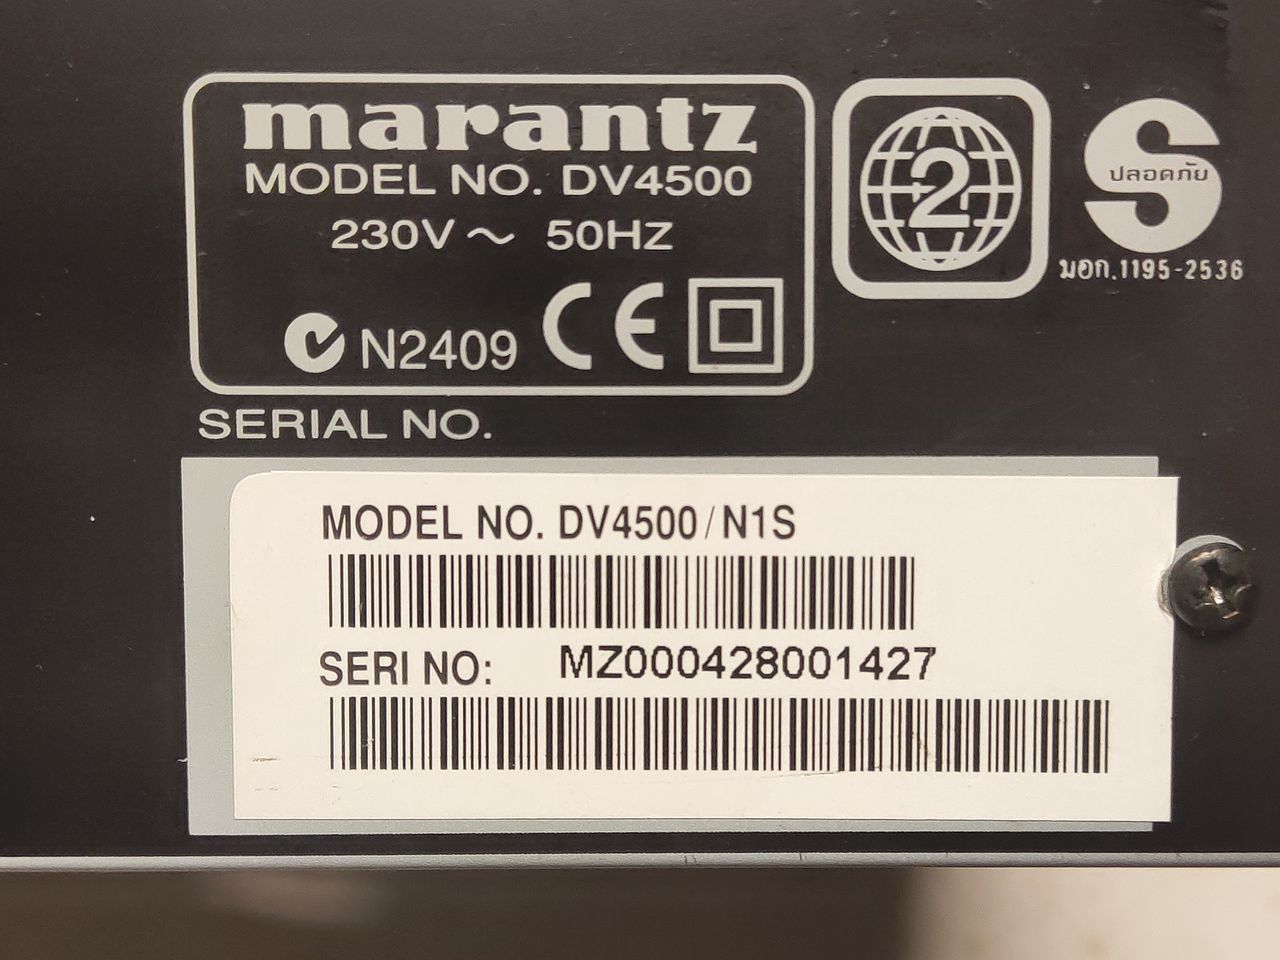 marantz
MODEL NO. DV4500
230V ~ 50HZ
N2409 CE
2
ปลอดภัย
มอก.1195-2536
SERIAL NO.
MODEL NO. DV4500/N1S
SERI NO: MZ000428001427